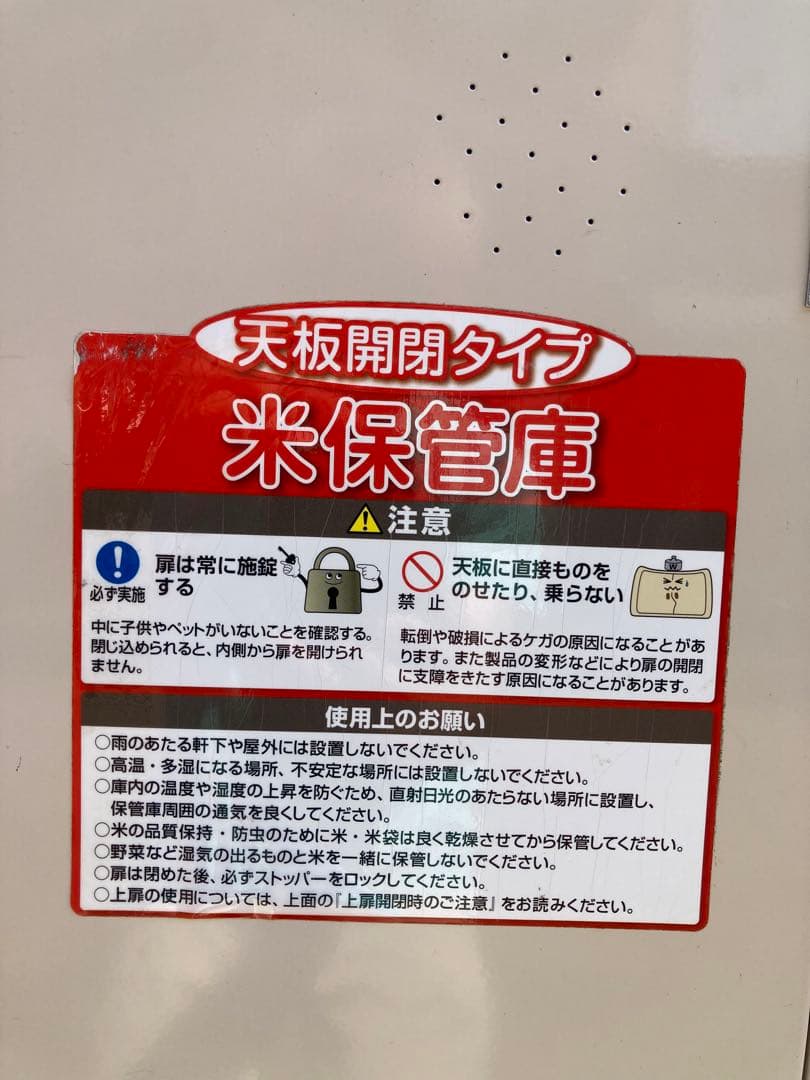 天板開閉タイプ
米保管庫
注意
必ず実施
扉は常に施錠
する
中に子供やペットがいないことを確認する。
閉じ込められると、内側から扉を開けられ
ません。
禁止
天板に直接ものを
のせたり、乗らない
W
転倒や破損によるケガの原因になることがあ
ります。また製品の変形などにより扉の開閉
に支障をきたす原因になることがあります。
使用上のお願い
○雨のあたる軒下や屋外には設置しないでください。
○高温・多湿になる場所、不安定な場所には設置しないでください。
○庫内の温度や湿度の上昇を防ぐため、直射日光のあたらない場所に設置し、
保管庫周囲の通気を良くしてください。
○米の品質保持・防虫のために米・米袋は良く乾燥させてから保管してください。
○野菜など湿気の出るものと米を一緒に保管しないでください。
○扉は閉めた後、必ずストッパーをロックしてください。
○上扉の使用については、上面の『上扉開閉時のご注意』をお読みください。